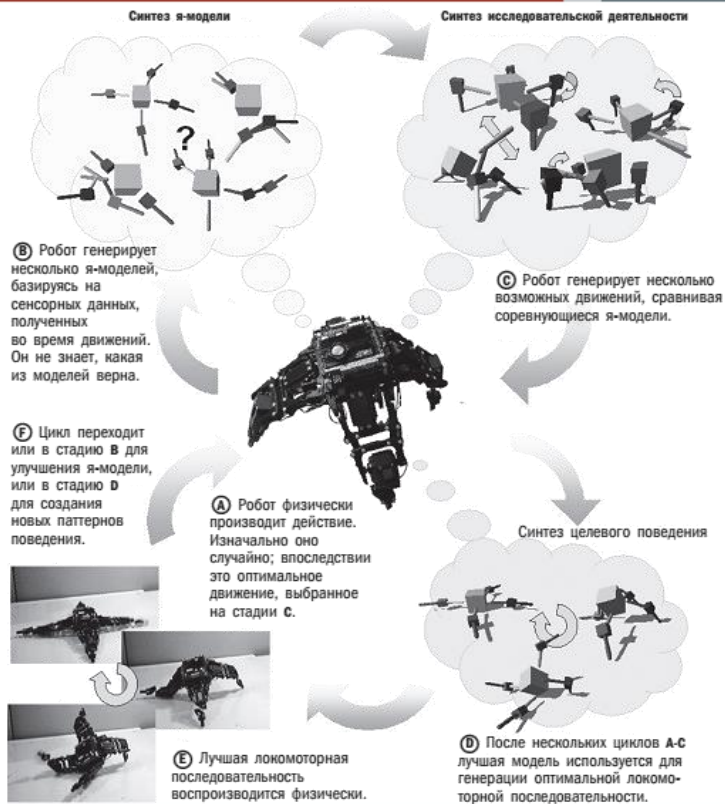 Синтез я-модели
Синтез исследовательской деятельности
?
Ⓑ Робот генерирует
несколько я-моделей,
базируясь на
сенсорных данных,
полученных
во время движений.
Он не знает, какая
из моделей верна.
Ⓒ Робот генерирует несколько
возможных движений, сравнивая
соревнующиеся я-модели.
Ⓕ Цикл переходит
или в стадию B для
улучшения я-модели,
или в стадию D
для создания
новых паттернов
поведения.
Ⓐ Робот физически
производит действие.
Изначально оно
случайно; впоследствии
это оптимальное
движение, выбранное
на стадии C.
Синтез целевого поведения
Ⓔ Лучшая локомоторная
последовательность
воспроизводится физически.
Ⓓ После нескольких циклов A-C
лучшая модель используется для
генерации оптимальной локомо-
торной последовательности.